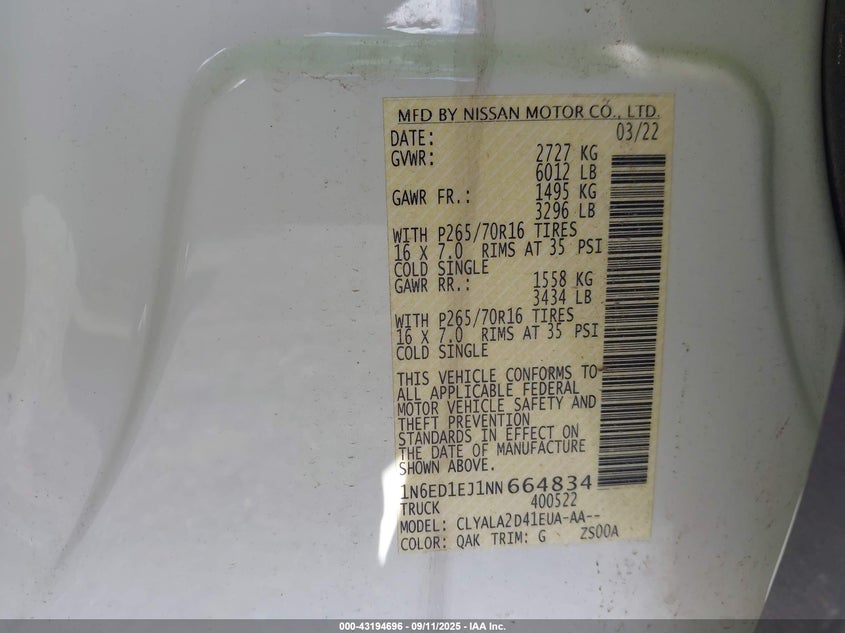 MFD BY NISSAN MOTOR CO., LTD.
DATE: 03/22
GVWR: 2727 KG
6012 LB
GAWR FR.: 1495 KG
3296 LB
WITH P265/70R16 TIRES
16 X 7.0 RIMS AT 35 PSI
COLD SINGLE
GAWR RR.: 1558 KG
3434 LB
WITH P265/70R16 TIRES
16 X 7.0 RIMS AT 35 PSI
COLD SINGLE
THIS VEHICLE CONFORMS TO
ALL APPLICABLE FEDERAL
MOTOR VEHICLE SAFETY AND
THEFT PREVENTION
STANDARDS IN EFFECT ON
THE DATE OF MANUFACTURE
SHOWN ABOVE.
1N6ED1EJ1NN664834
TRUCK 400522
MODEL: CLYALA2D41EUA-AA--
COLOR: QAK TRIM: G ZS00A
000-43194696 - 09/11/2025 - IAA Inc.